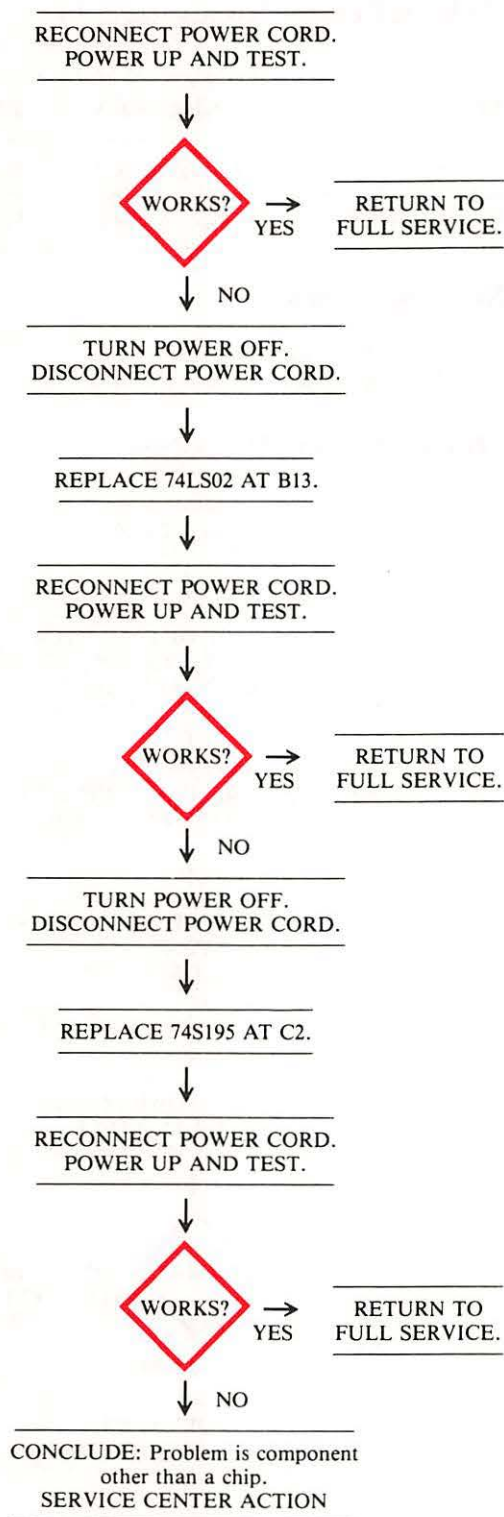 RECONNECT POWER CORD.
POWER UP AND TEST.
WORKS?
YES
RETURN TO
FULL SERVICE.
NO
TURN POWER OFF.
DISCONNECT POWER CORD.
REPLACE 74LS02 AT B13.
RECONNECT POWER CORD.
POWER UP AND TEST.
WORKS?
YES
RETURN TO
FULL SERVICE.
NO
TURN POWER OFF.
DISCONNECT POWER CORD.
REPLACE 74S195 AT C2.
RECONNECT POWER CORD.
POWER UP AND TEST.
WORKS?
YES
RETURN TO
FULL SERVICE.
NO
CONCLUDE: Problem is component
other than a chip.
SERVICE CENTER ACTION